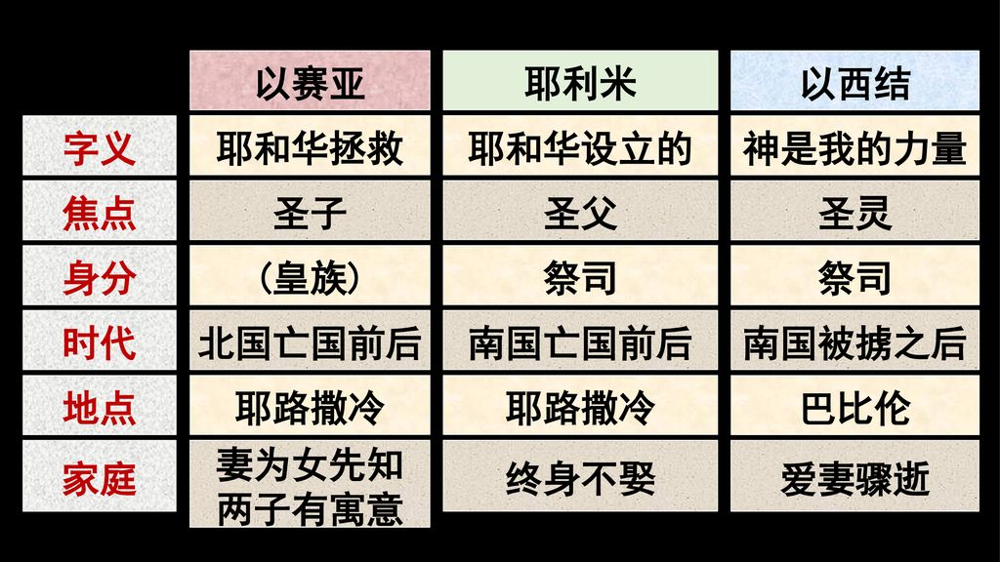 以赛亚 耶利米 以西结
字义 耶和华拯救 耶和华设立的 神是我的力量
焦点 圣子 圣父 圣灵
身分 (皇族) 祭司 祭司
时代 北国亡国前后 南国亡国前后 南国被掳之后
地点 耶路撒冷 耶路撒冷 巴比伦
家庭 妻为女先知 终身不娶 爱妻骤逝
两子有寓意